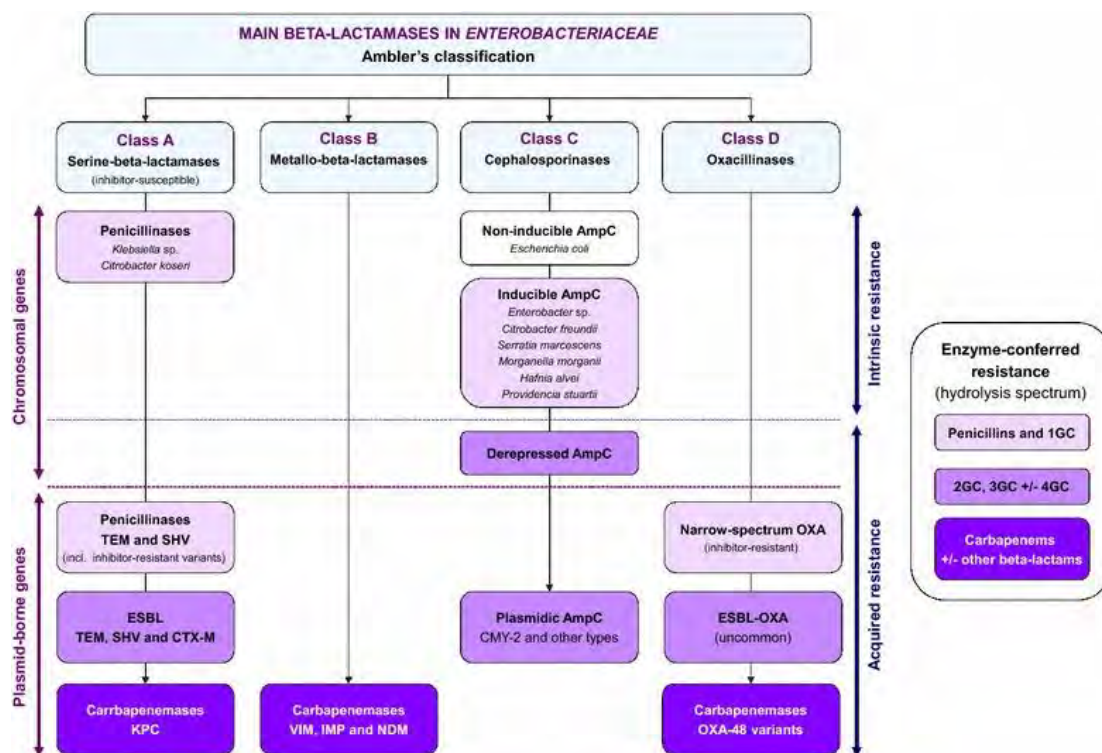 MAIN BETA-LACTAMASES IN ENTEROBACTERIACEAE
Ambler's classification
Class A
Serine-beta-lactamases
(inhibitor-susceptible)
Class B
Metallo-beta-lactamases
Class C
Cephalosporinases
Class D
Oxacillinases
Chromosomal genes
Penicillinases
Klebsiella sp.
Citrobacter koseri
Non-inducible AmpC
Escherichia coli
Inducible AmpC
Enterobacter sp.
Citrobacter freundii
Serratia marcescens
Morganella morganii
Hafnia alvei
Providencia stuartii
Derepressed AmpC
Intrinsic resistance
Plasmid-borne genes
Penicillinases
TEM and SHV
(incl. inhibitor-resistant variants)
Narrow-spectrum OXA
(inhibitor-resistant)
ESBL
TEM, SHV and CTX-M
Plasmidic AmpC
CMY-2 and other types
ESBL-OXA
(uncommon)
Carrbapenemases
KPC
Carbapenemases
VIM, IMP and NDM
Carbapenemases
OXA-48 variants
Acquired resistance
Enzyme-conferred
resistance
(hydrolysis spectrum)
Penicillins and 1GC
2GC, 3GC +/- 4GC
Carbapenems
+/- other beta-lactams